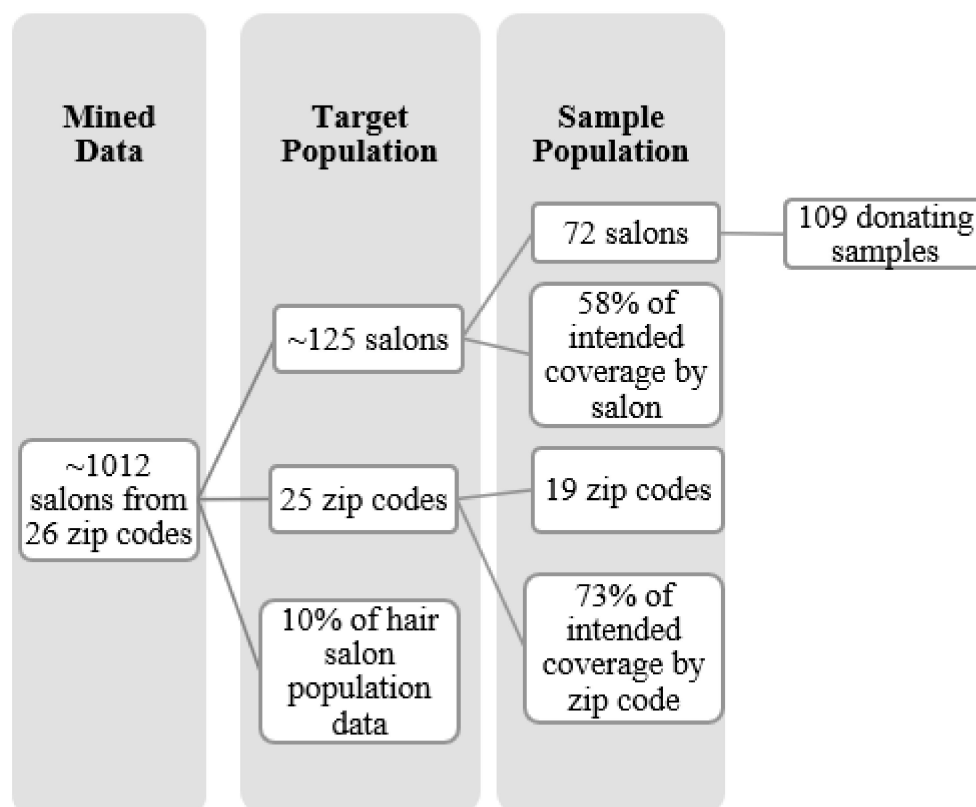 Mined
Data
Target
Population
Sample
Population
72 salons
109 donating
samples
~125 salons
58% of
intended
coverage by
salon
~1012
salons from
26 zip codes
25 zip codes
19 zip codes
10% of hair
salon
population
data
73% of
intended
coverage by
zip code